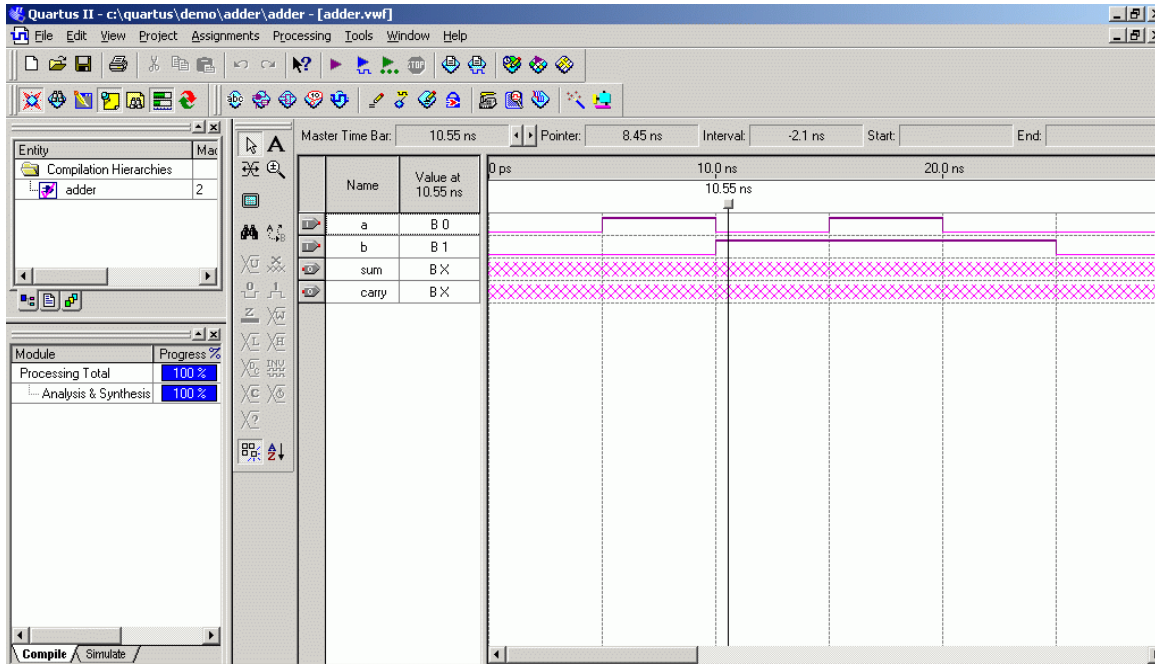 Quartus II - c:\quartus\demo\adder\adder - [adder.vwf]
File Edit View Project Assignments Processing Tools Window Help
Master Time Bar: 10.55 ns Pointer: 8.45 ns Interval: -2.1 ns Start: End:
Entity Mac
Compilation Hierarchies
adder 2
Name Value at 10.55 ns
0 ps 10.0 ns 20.0 ns
10.55 ns
a B 0
b B 1
sum B X
carry B X
Module Progress %
Processing Total 100 %
Analysis & Synthesis 100 %
Compile Simulate